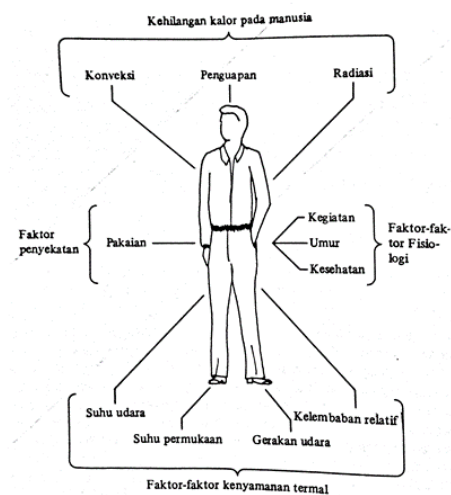 Kehilangan kalor pada manusia
Konveksi
Penguapan
Radiasi
Faktor
penyekatan
Pakaian
Kegiatan
Umur
Kesehatan
Faktor-fak-
tor Fisio-
logi
Suhu udara
Suhu permukaan
Gerakan udara
Kelembaban relatif
Faktor-faktor kenyamanan termal